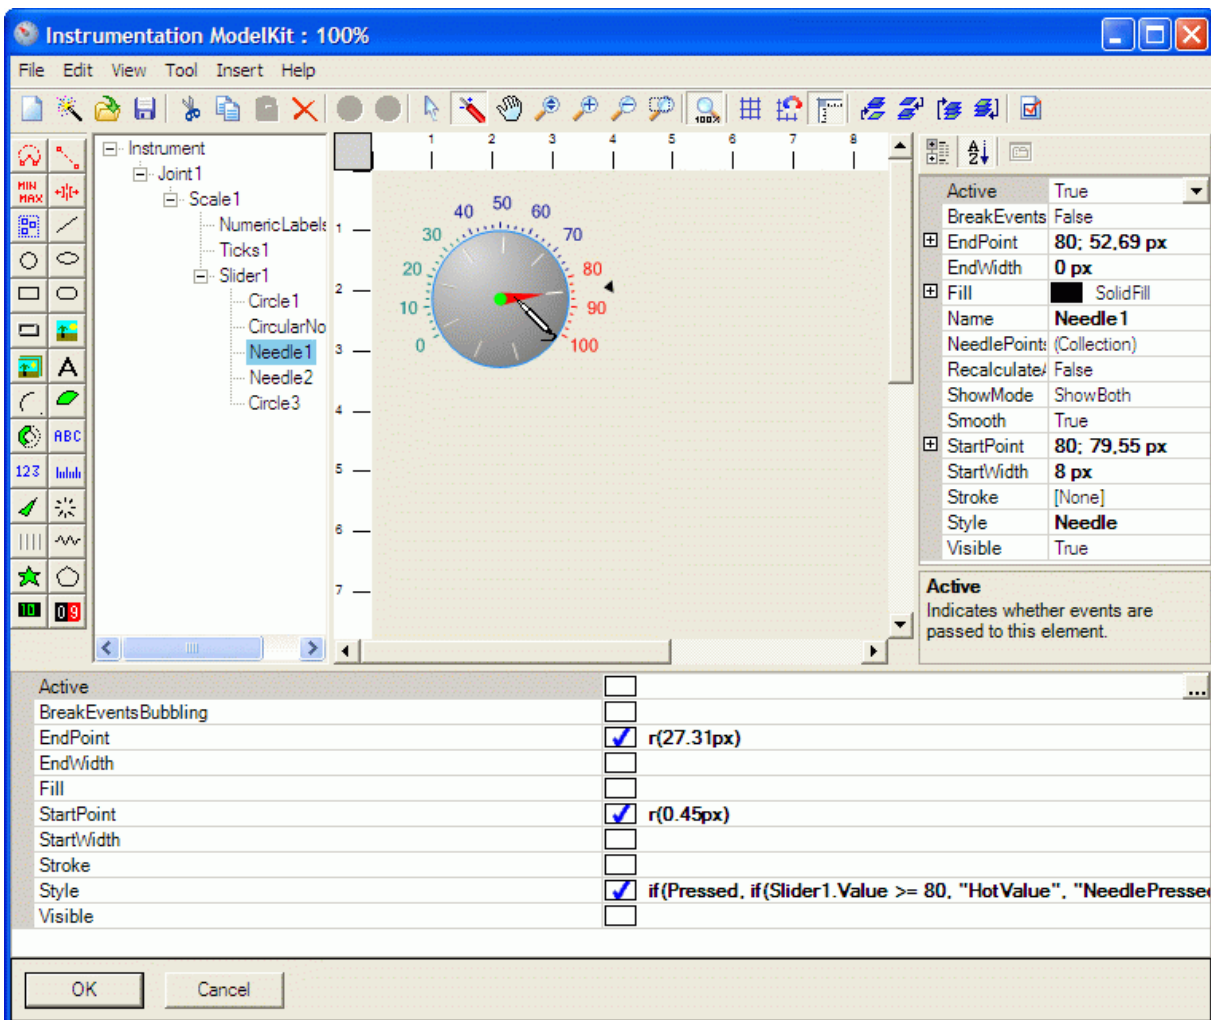 Instrumentation ModelKit : 100%
File Edit View Tool Insert Help
100%
Instrument
Joint1
Scale1
NumericLabels
Ticks1
Slider1
Circle1
CircularNo
Needle1
Needle2
Circle3
MIN
MAX
A
ABC
123
10
09
1 2 3 4 5 6 7 8
1
2
3
4
5
6
7
0 10 20 30 40 50 60 70 80 90 100
A
Z
Active True
BreakEvents False
EndPoint 80; 52,69 px
EndWidth 0 px
Fill SolidFill
Name Needle1
NeedlePoints (Collection)
RecalculateA False
ShowMode ShowBoth
Smooth True
StartPoint 80; 79,55 px
StartWidth 8 px
Stroke [None]
Style Needle
Visible True
Active
Indicates whether events are
passed to this element.
Active ...
BreakEventsBubbling
EndPoint r(27.31px)
EndWidth
Fill
StartPoint r(0.45px)
StartWidth
Stroke
Style if(Pressed, if(Slider1.Value >= 80, "HotValue", "NeedlePressed
Visible
OK Cancel